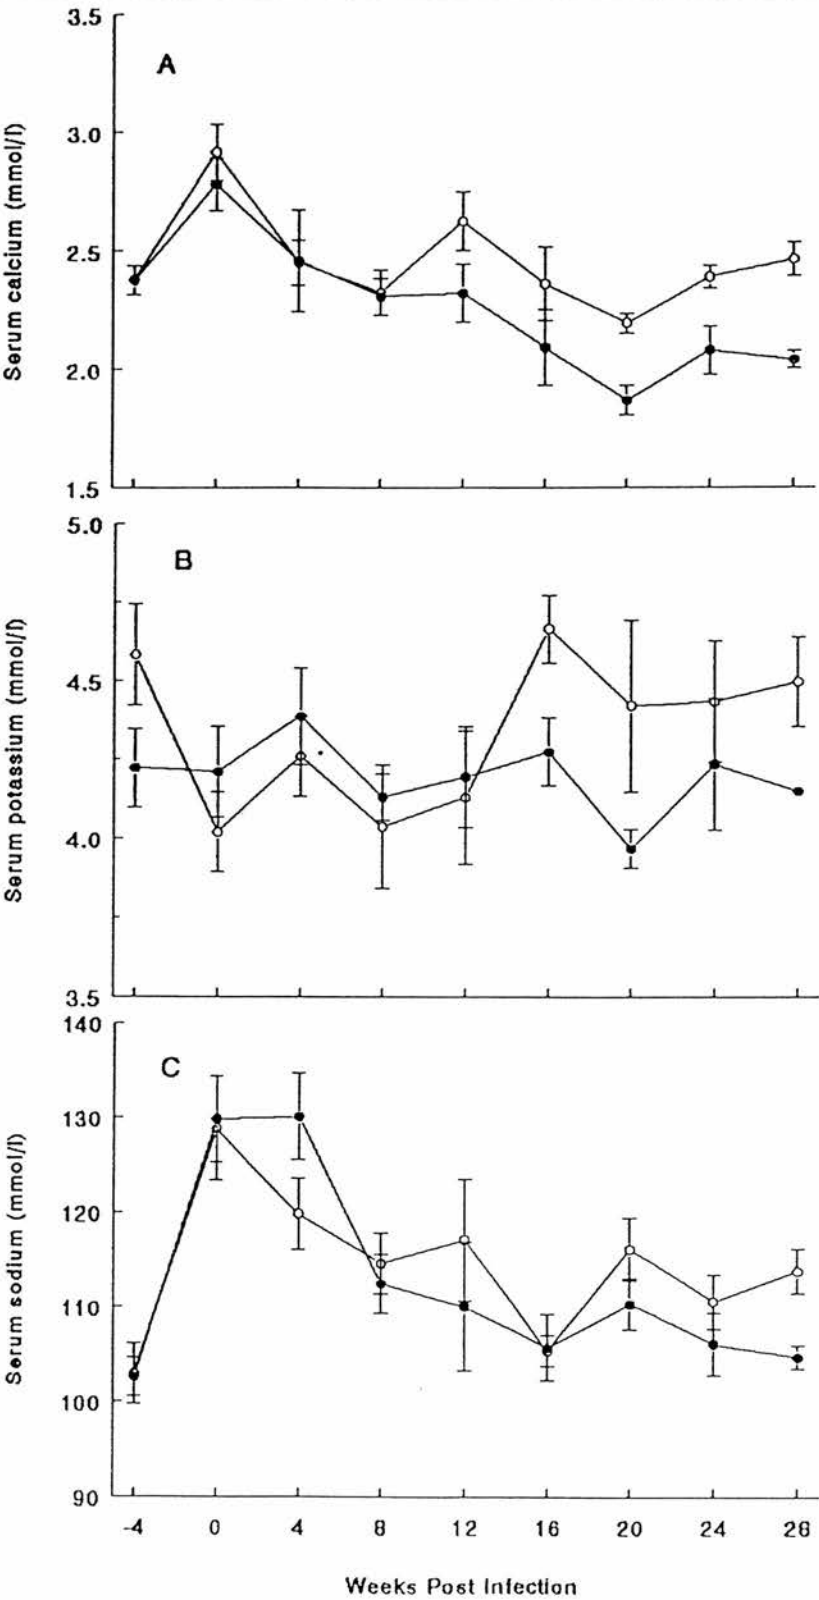 3.5
A
3.0
2.5
2.0
1.5
Serum calcium (mmol/l)
5.0
B
4.5
4.0
3.5
Serum potassium (mmol/l)
140
C
130
120
110
100
90
Serum sodium (mmol/l)
-4 0 4 8 12 16 20 24 28
Weeks Post Infection